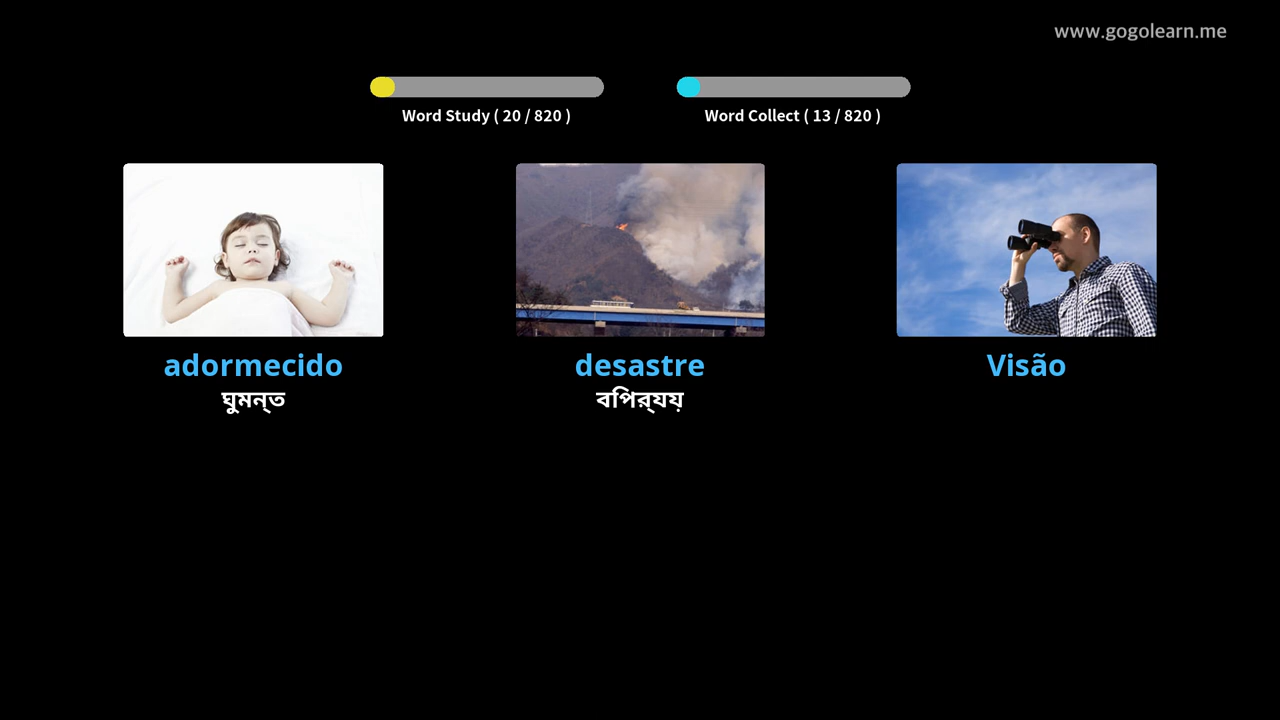 www.gogolearn.me
Word Study ( 20 / 820 )
Word Collect ( 13 / 820 )
adormecido
desastre
Visão
ঘুমন্ত
বিপর্যয়